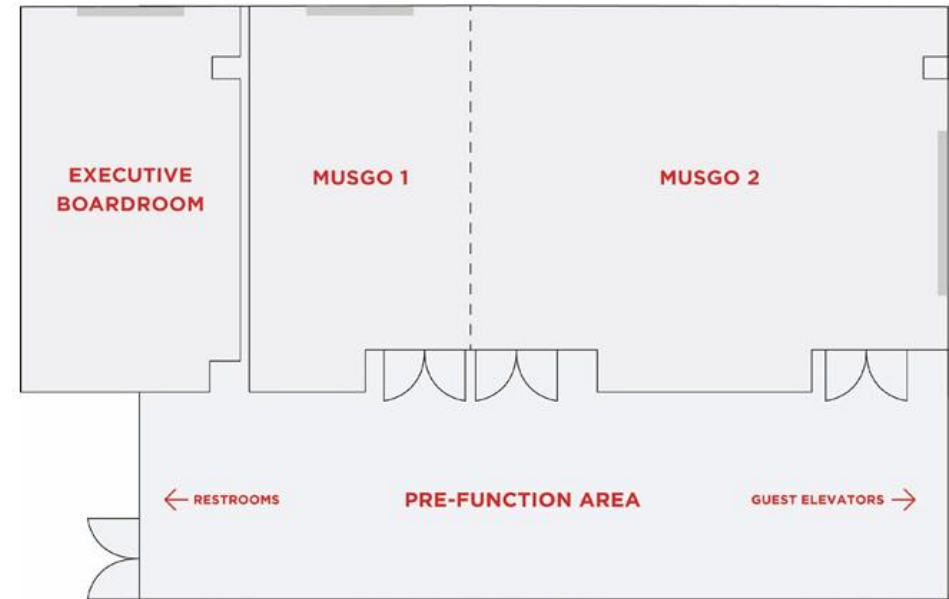 EXECUTIVE
BOARDROOM
MUSGO 1
MUSGO 2
RESTROOMS
PRE-FUNCTION AREA
GUEST ELEVATORS